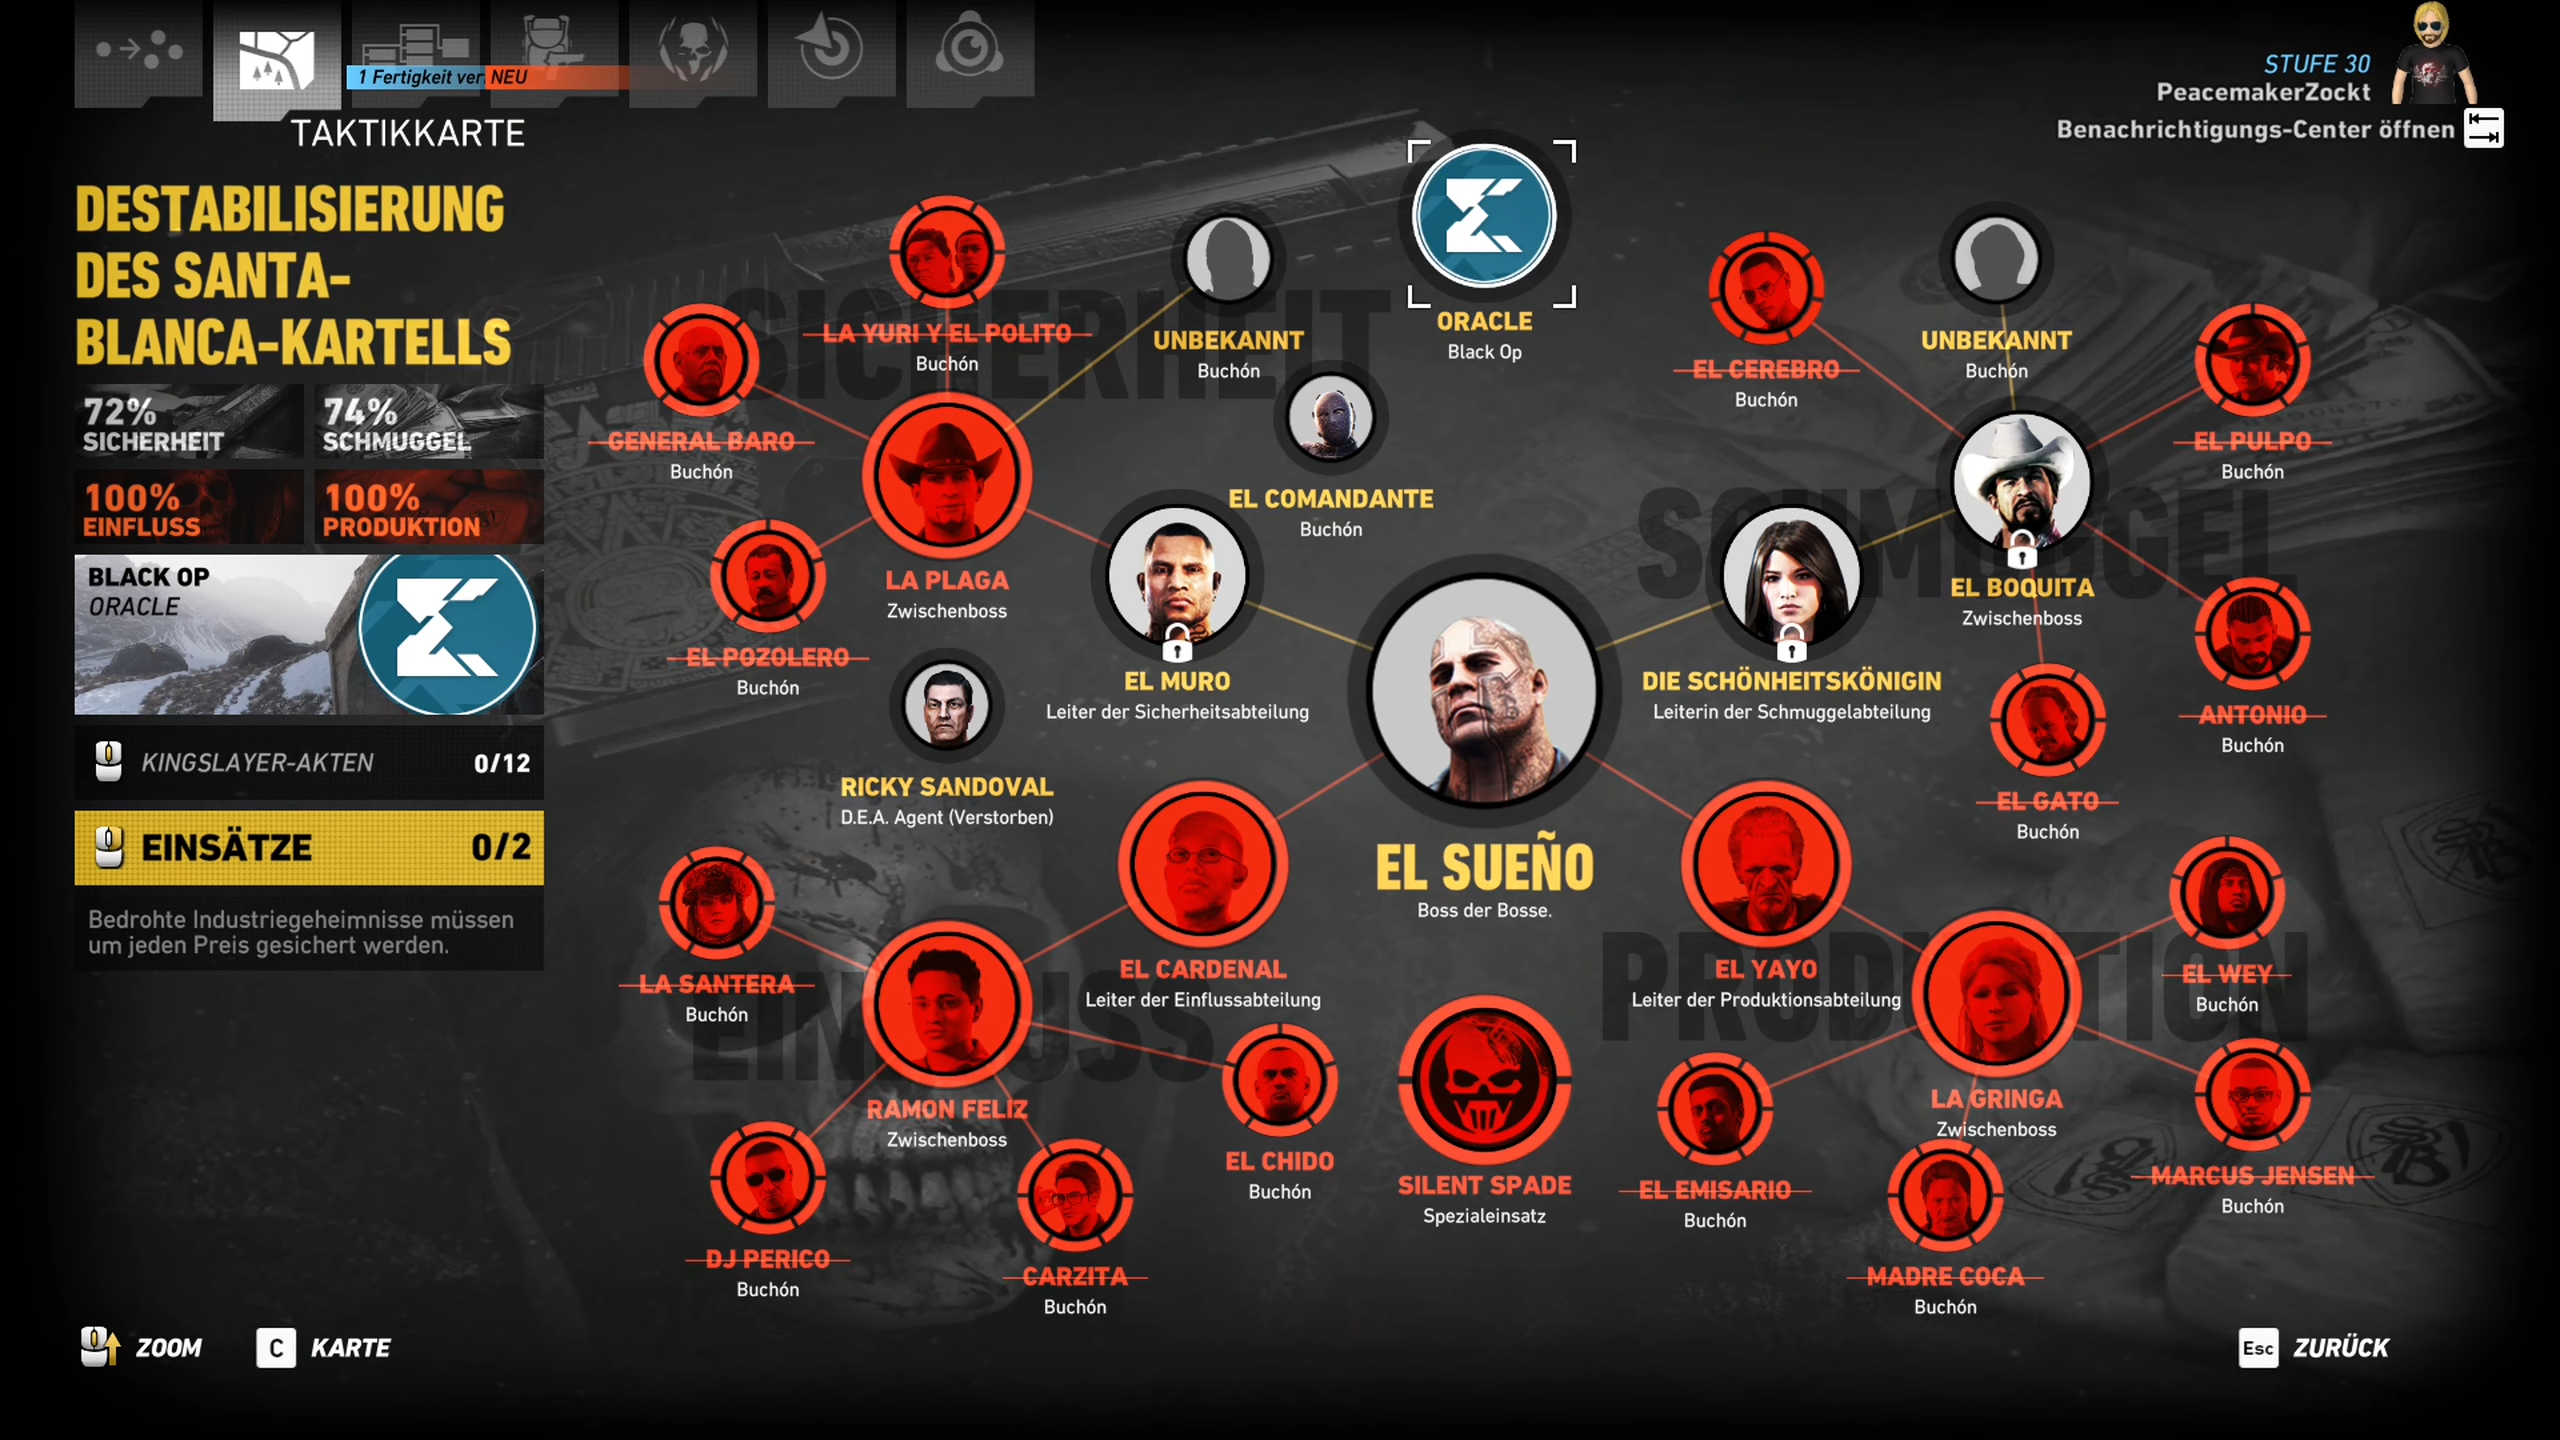 1 Fertigkeit ver
NEU
TAKTIKKARTE
STUFE 30
PeacemakerZockt
Benachrichtigungs-Center öffnen
DESTABILISIERUNG
DES SANTA-
BLANCA-KARTELLS
72%
SICHERHEIT
74%
SCHMUGGEL
100%
EINFLUSS
100%
PRODUKTION
BLACK OP
ORACLE
KINGSLAYER-AKTEN 0/12
EINSÄTZE 0/2
Bedrohte Industriegeheimnisse müssen
um jeden Preis gesichert werden.
SICHERHEIT
SCHMUGGEL
EINFLUSS
PRODUKTION
LA YURI Y EL POLITO
Buchón
GENERAL BARO
Buchón
UNBEKANNT
Buchón
ORACLE
Black Op
EL CEREBRO
Buchón
UNBEKANNT
Buchón
EL PULPO
Buchón
EL COMANDANTE
Buchón
LA PLAGA
Zwischenboss
EL POZOLERO
Buchón
EL MURO
Leiter der Sicherheitsabteilung
DIE SCHÖNHEITSKÖNIGIN
Leiterin der Schmuggelabteilung
EL BOQUITA
Zwischenboss
ANTONIO
Buchón
EL GATO
Buchón
RICKY SANDOVAL
D.E.A. Agent (Verstorben)
EL SUEÑO
Boss der Bosse.
LA SANTERA
Buchón
EL CARDENAL
Leiter der Einflussabteilung
EL YAYO
Leiter der Produktionsabteilung
EL WEY
Buchón
RAMON FELIZ
Zwischenboss
EL CHIDO
Buchón
SILENT SPADE
Spezialeinsatz
EL EMISARIO
Buchón
LA GRINGA
Zwischenboss
MARCUS JENSEN
Buchón
DJ PERICO
Buchón
CARZITA
Buchón
MADRE COCA
Buchón
ZOOM
C KARTE
Esc ZURÜCK